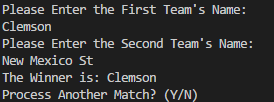 Please Enter the First Team's Name:
Clemson
Please Enter the Second Team's Name:
New Mexico St
The Winner is: Clemson
Process Another Match? (Y/N)